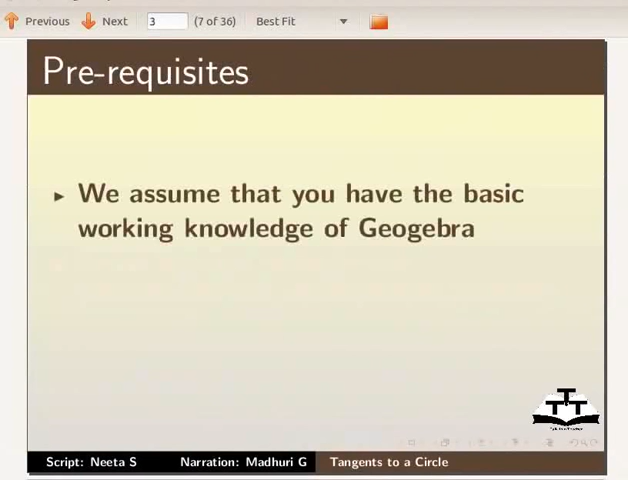 Previous Next 3 (7 of 36) Best Fit
Pre-requisites
► We assume that you have the basic
working knowledge of Geogebra
TTT
Script: Neeta S Narration: Madhuri G Tangents to a Circle